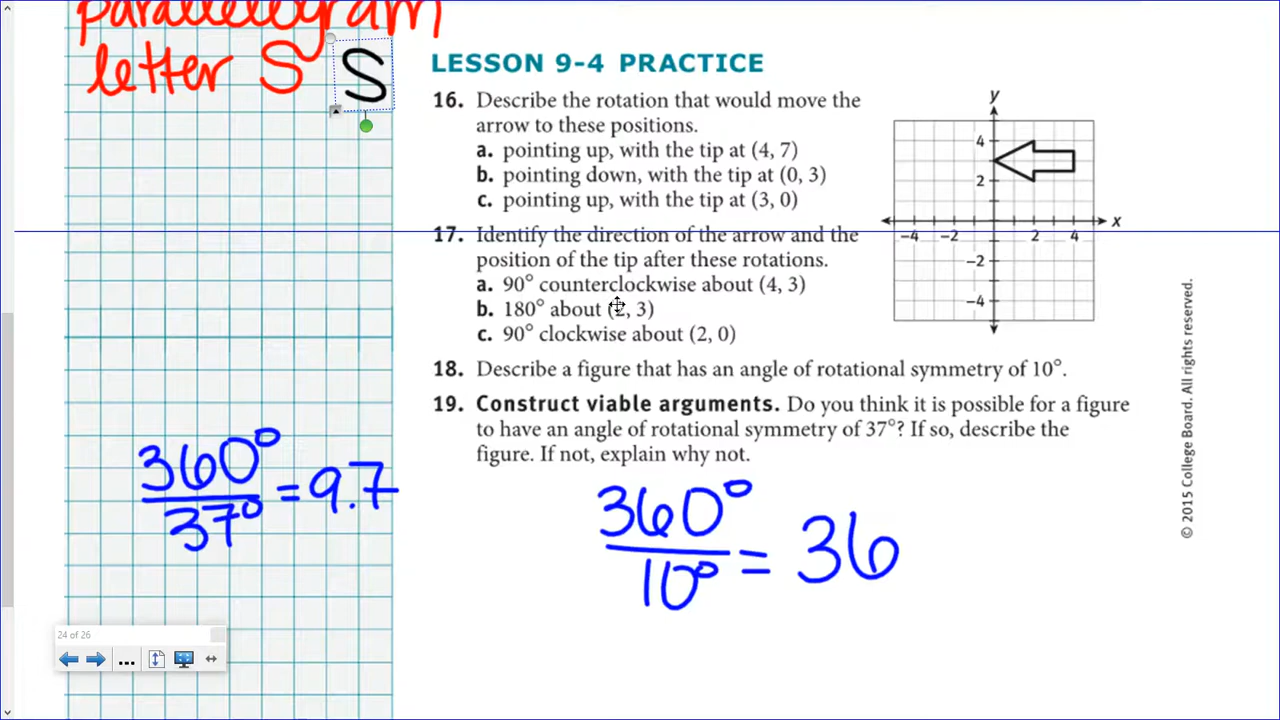 parallelogram
letter S S
LESSON 9-4 PRACTICE
16. Describe the rotation that would move the
arrow to these positions.
a. pointing up, with the tip at (4, 7)
b. pointing down, with the tip at (0, 3)
c. pointing up, with the tip at (3, 0)
17. Identify the direction of the arrow and the
position of the tip after these rotations.
a. 90° counterclockwise about (4, 3)
b. 180° about (2, 3)
c. 90° clockwise about (2, 0)
18. Describe a figure that has an angle of rotational symmetry of 10°.
19. Construct viable arguments. Do you think it is possible for a figure
to have an angle of rotational symmetry of 37°? If so, describe the
figure. If not, explain why not.
y
4
2
x
−4 −2 2 4
−2
−4
© 2015 College Board. All rights reserved.
360°
37° = 9.7
360°
10° = 36
24 of 26